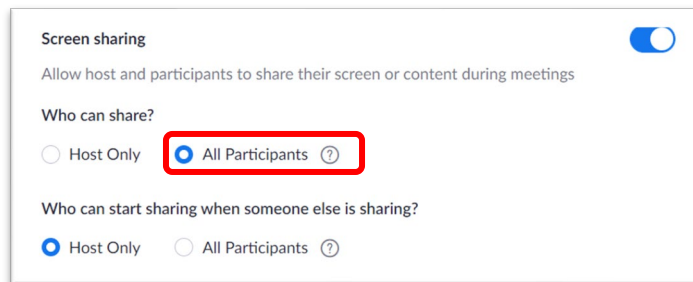 Screen sharing
Allow host and participants to share their screen or content during meetings
Who can share?
Host Only All Participants ?
Who can start sharing when someone else is sharing?
Host Only All Participants ?